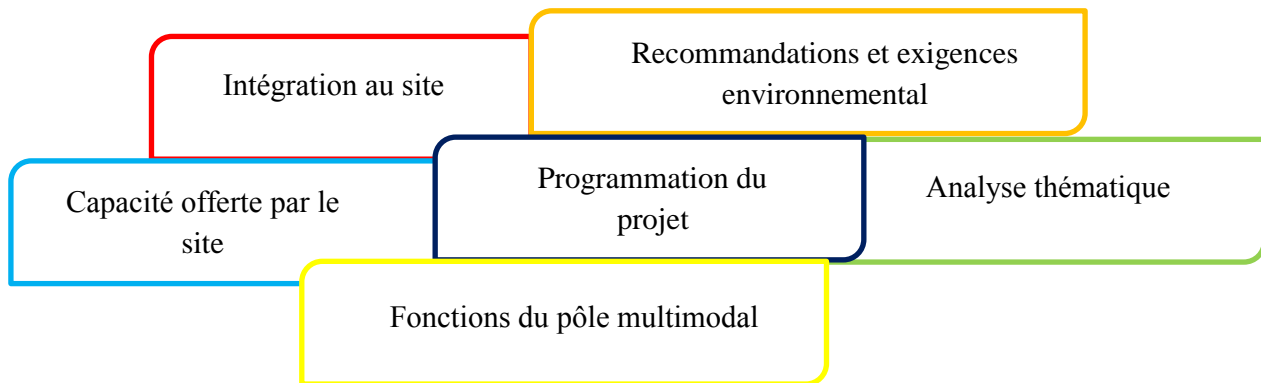 Intégration au site
Recommandations et exigences
environnemental
Capacité offerte par le
site
Programmation du
projet
Analyse thématique
Fonctions du pôle multimodal